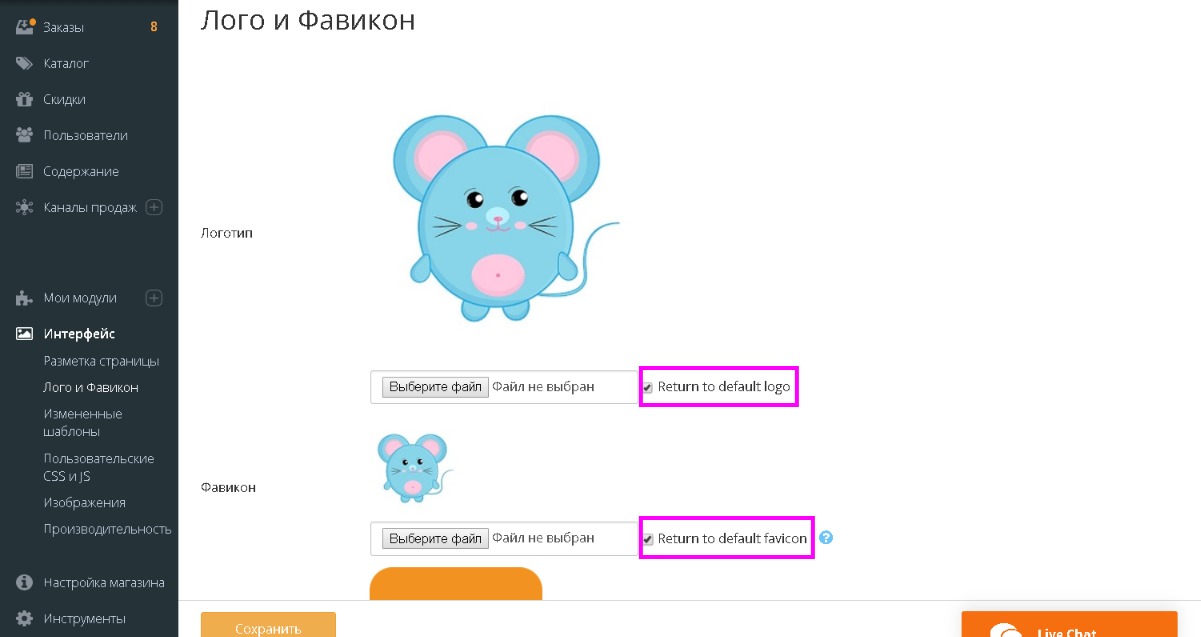 Лого и Фавикон
Заказы 8
Каталог
Скидки
Пользователи
Содержание
Каналы продаж
Мои модули
Интерфейс
Разметка страницы
Лого и Фавикон
Измененные
шаблоны
Пользовательские
CSS и JS
Изображения
Производительность
Настройка магазина
Инструменты
Логотип
Выберите файл Файл не выбран Return to default logo
Фавикон
Выберите файл Файл не выбран Return to default favicon ?
Сохранить
Live Chat